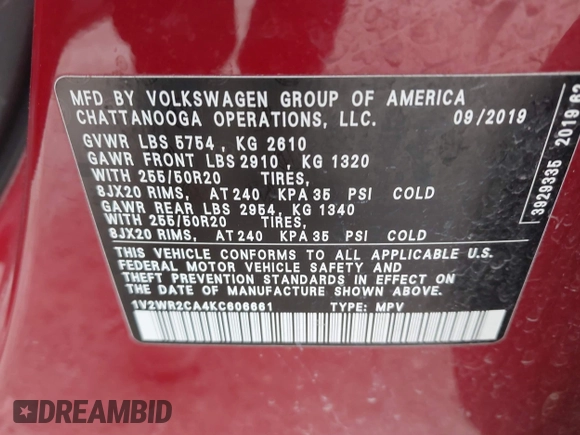 MFD. BY VOLKSWAGEN GROUP OF AMERICA
CHATTANOOGA OPERATIONS, LLC. 09/2019
GVWR LBS 5754 , KG 2610
GAWR FRONT LBS 2910 , KG 1320
WITH 255/50R20 TIRES,
8JX20 RIMS, AT 240 KPA 35 PSI COLD
GAWR REAR LBS 2954 , KG 1340
WITH 255/50R20 TIRES,
8JX20 RIMS, AT 240 KPA 35 PSI COLD
THIS VEHICLE CONFORMS TO ALL APPLICABLE U.S.
FEDERAL MOTOR VEHICLE SAFETY AND
THEFT PREVENTION STANDARDS IN EFFECT ON
THE DATE OF MANUFACTURE SHOWN ABOVE.
1V2WR2CA4KC606661 TYPE: MPV
3929335 2019 62
DREAMBID